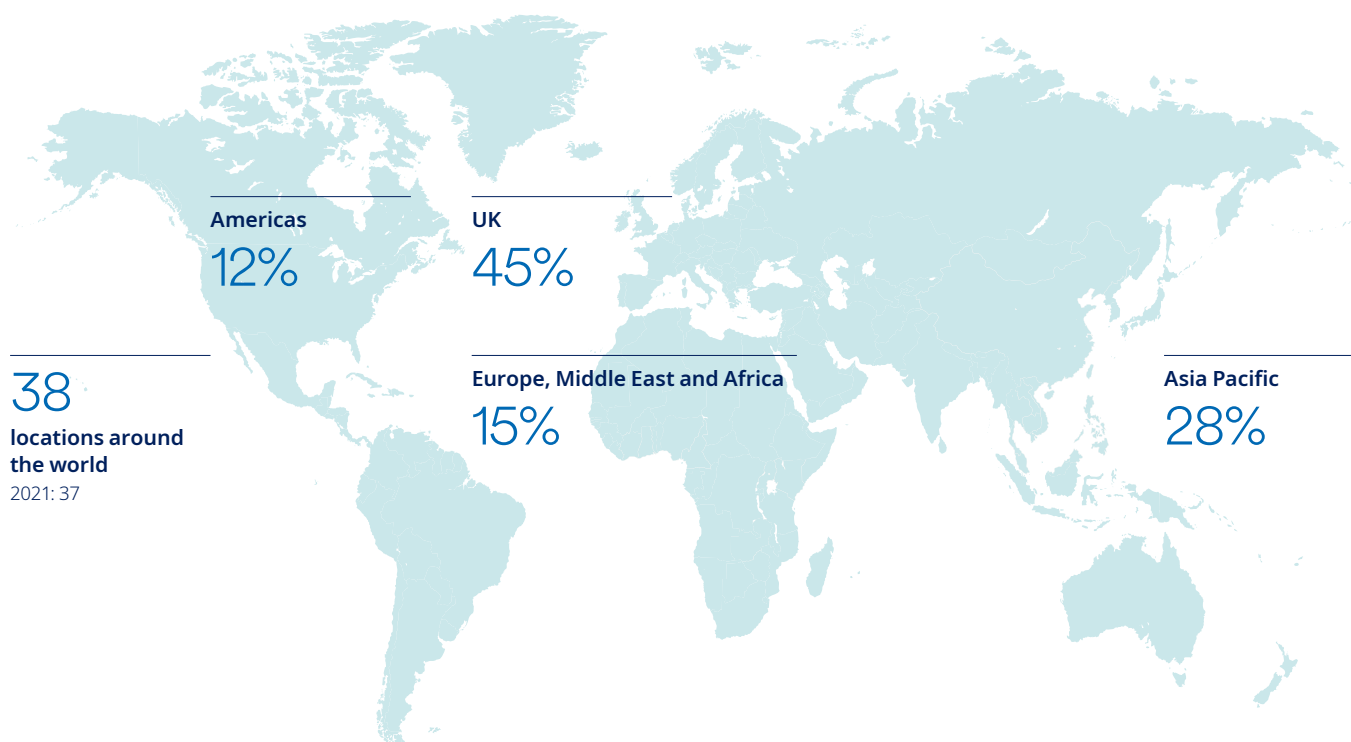 Americas
12%
UK
45%
38
locations around
the world
2021: 37
Europe, Middle East and Africa
15%
Asia Pacific
28%